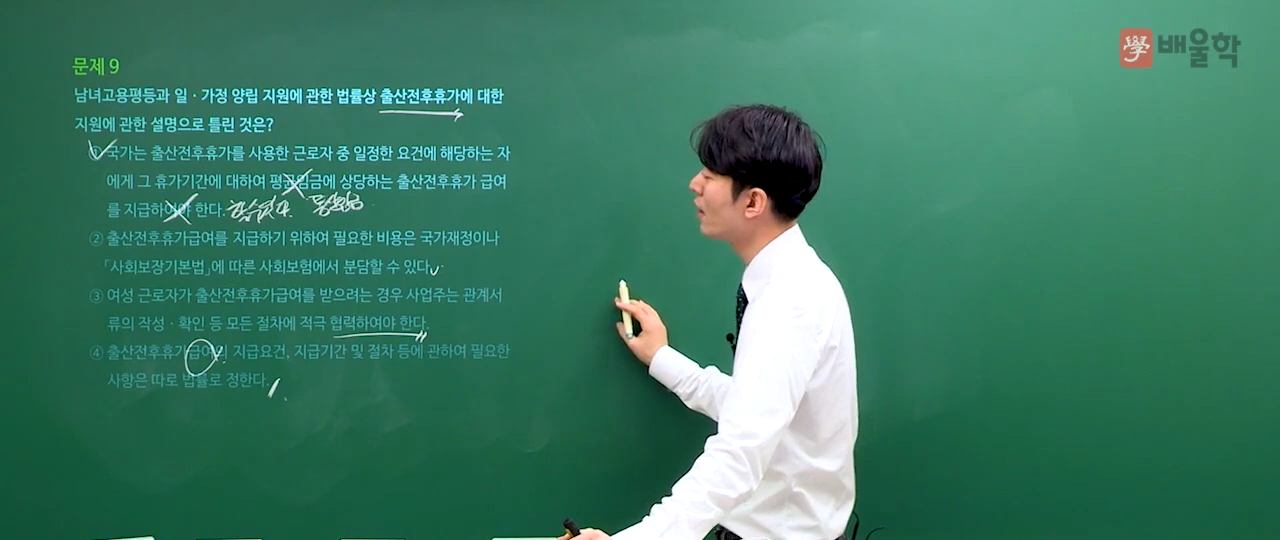 學 배울학
문제 9
남녀고용평등과 일·가정 양립 지원에 관한 법률상 출산전후휴가에 대한
지원에 관한 설명으로 틀린 것은?
① 국가는 출산전후휴가를 사용한 근로자 중 일정한 요건에 해당하는 자
에게 그 휴가기간에 대하여 평균임금에 상당하는 출산전후휴가 급여
를 지급하여야 한다. 할 수 있다. 통상임금
② 출산전후휴가급여를 지급하기 위하여 필요한 비용은 국가재정이나
「사회보장기본법」에 따른 사회보험에서 분담할 수 있다.
③ 여성 근로자가 출산전후휴가급여를 받으려는 경우 사업주는 관계서
류의 작성·확인 등 모든 절차에 적극 협력하여야 한다.
④ 출산전후휴가급여의 지급요건, 지급기간 및 절차 등에 관하여 필요한
사항은 따로 법률로 정한다.